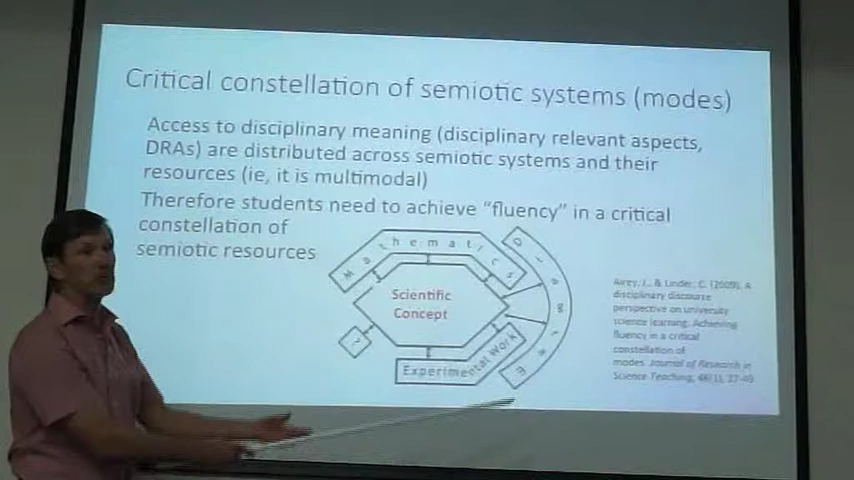 Critical constellation of semiotic systems (modes)
Access to disciplinary meaning (disciplinary relevant aspects,
DRAs) are distributed across semiotic systems and their
resources (ie, it is multimodal)
Therefore students need to achieve “fluency” in a critical
constellation of
semiotic resources
Mathematics
Scientific
Concept
Experimental Work
Airey, J., & Linder, C. (2009). A
disciplinary discourse
perspective on university
science learning: Achieving
fluency in a critical
constellation of
modes. Journal of Research in
Science Teaching, 46(1), 27-49